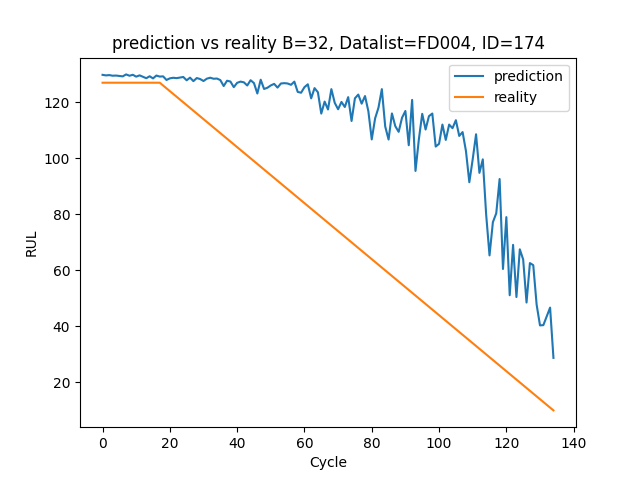 prediction vs reality B=32, Datalist=FD004, ID=174
prediction
reality
RUL
120
100
80
60
40
20
0 20 40 60 80 100 120 140
Cycle